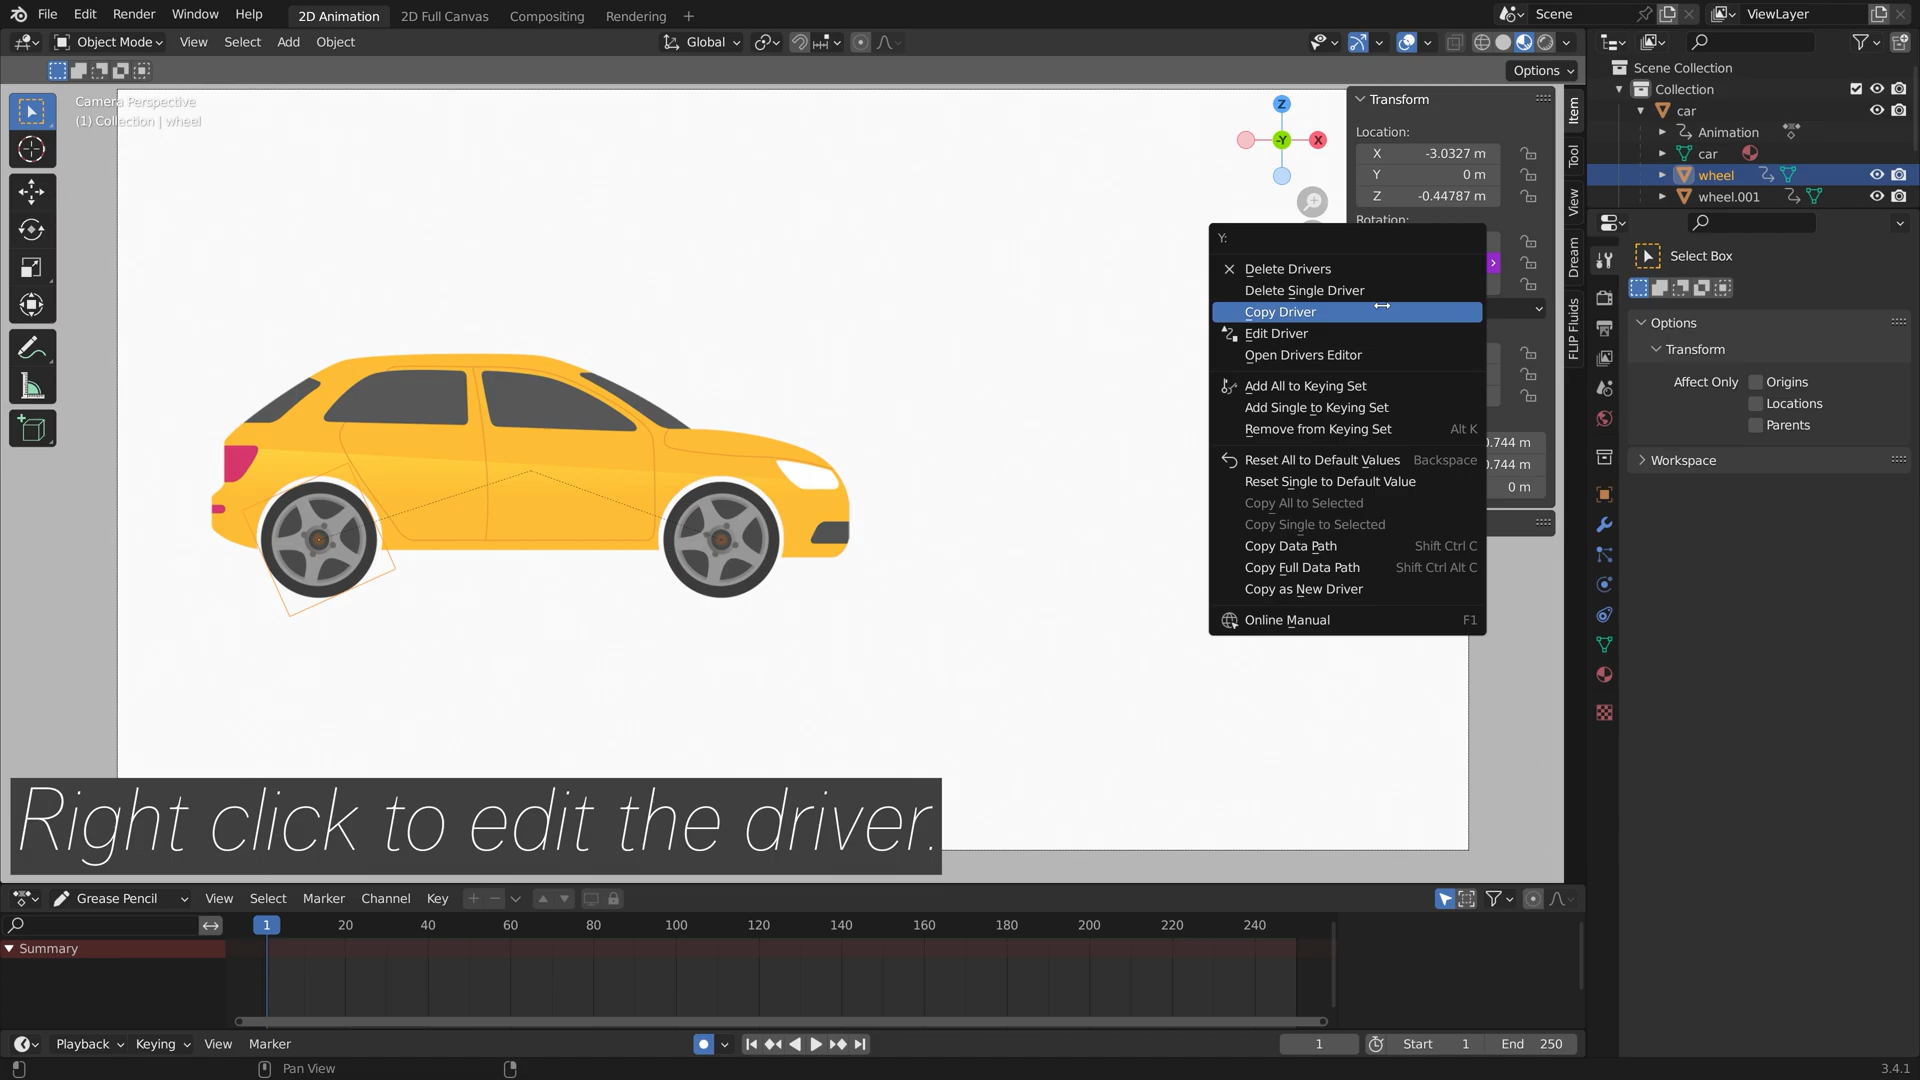 File Edit Render Window Help 2D Animation 2D Full Canvas Compositing Rendering + Scene ViewLayer
Object Mode View Select Add Object Global
Options
Camera Perspective
(1) Collection | wheel
Z
-Y
X
Transform
Location:
X -3.0327 m
Y 0 m
Z -0.44787 m
Rotation:
0.744 m
0.744 m
0 m
Item
Tool
View
Dream
FLIP Fluids
Y:
Delete Drivers
Delete Single Driver
Copy Driver
Edit Driver
Open Drivers Editor
Add All to Keying Set
Add Single to Keying Set
Remove from Keying Set Alt K
Reset All to Default Values Backspace
Reset Single to Default Value
Copy All to Selected
Copy Single to Selected
Copy Data Path Shift Ctrl C
Copy Full Data Path Shift Ctrl Alt C
Copy as New Driver
Online Manual F1
Scene Collection
Collection
car
Animation
car
wheel
wheel.001
Select Box
Options
Transform
Affect Only Origins
Locations
Parents
Workspace
Right click to edit the driver.
Grease Pencil View Select Marker Channel Key
1 20 40 60 80 100 120 140 160 180 200 220 240
Summary
Playback Keying View Marker 1 Start 1 End 250
Pan View 3.4.1